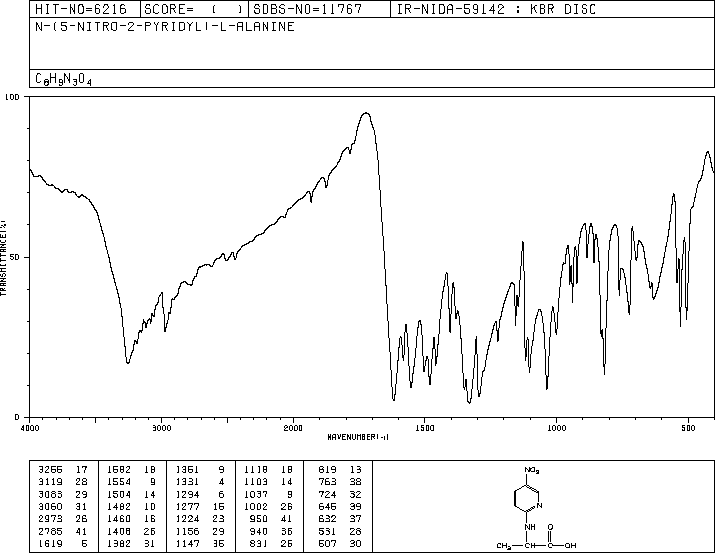 HIT-NO=6216 SCORE= ( ) SDBS-NO=11767 IR-NIDA-59142 : KBR DISC
N-(5-NITRO-2-PYRIDYL)-L-ALANINE
C8H9N3O4
100
50
0
TRANSMITTANCE(%)
4000 3000 2000 1500 1000 500
WAVENUMBER(-1)
3256 17 1582 18 1351 9 1118 18 819 13
3119 28 1554 9 1331 4 1103 14 763 38
3083 29 1504 14 1294 6 1037 9 724 32
3060 31 1482 10 1277 15 1002 26 646 39
2973 26 1460 16 1224 23 950 41 632 37
2785 41 1408 26 1156 29 940 36 531 28
1619 5 1382 31 1147 36 831 26 507 30
NO2
N
NH O
CH3 CH C OH